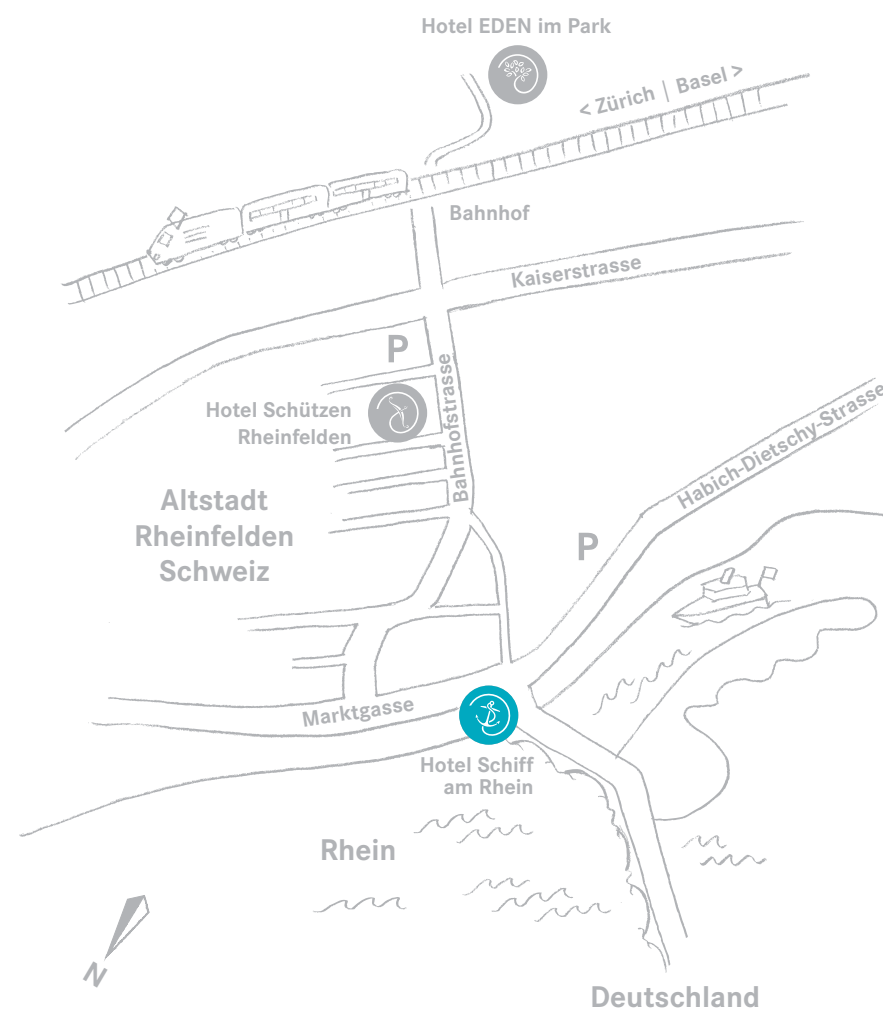 Hotel EDEN im Park
< Zürich | Basel >
Bahnhof
Kaiserstrasse
P
Bahnhofstrasse
Hotel Schützen
Rheinfelden
Habich-Dietschy-Strasse
Altstadt
Rheinfelden
Schweiz
P
Marktgasse
Hotel Schiff
am Rhein
Rhein
N
Deutschland